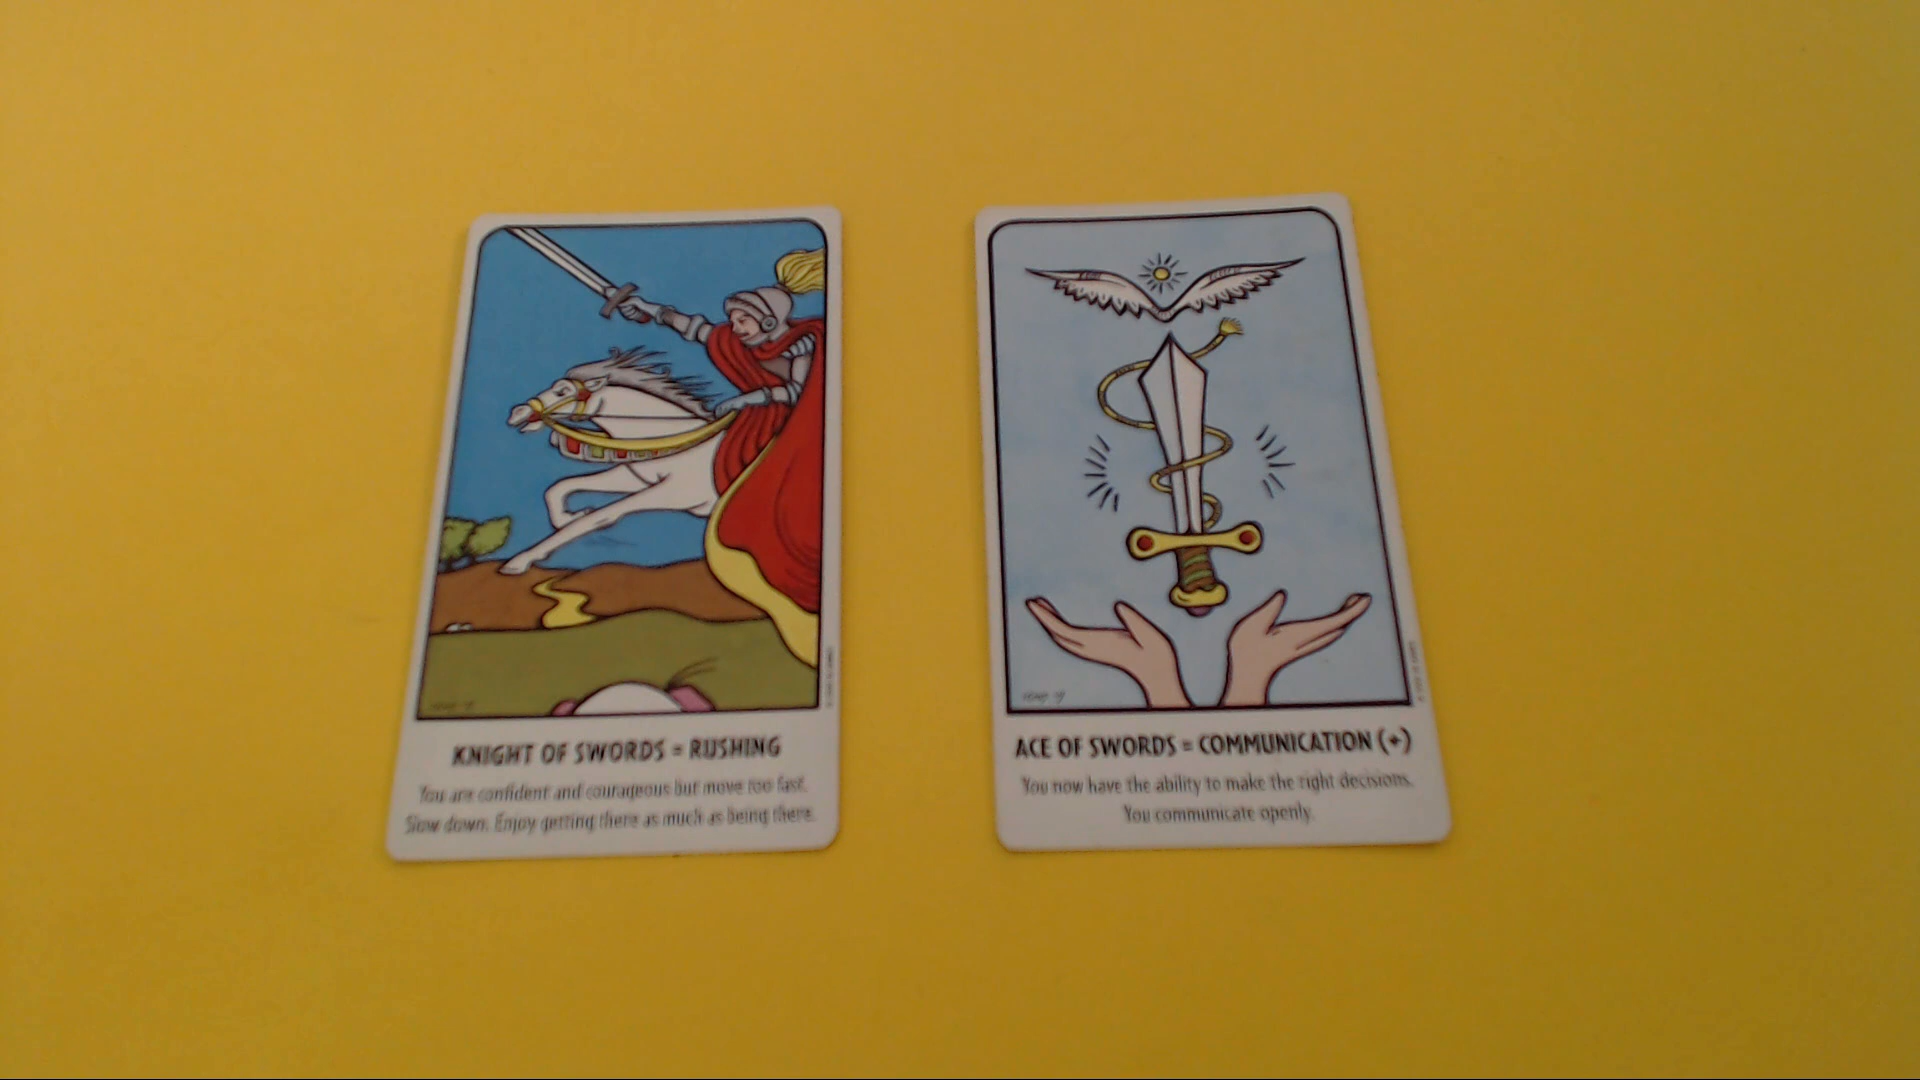 KNIGHT OF SWORDS = RUSHING
You are confident and courageous but move too fast.
Slow down. Enjoy getting there as much as being there.
ACE OF SWORDS = COMMUNICATION (+)
You now have the ability to make the right decisions.
You communicate openly.